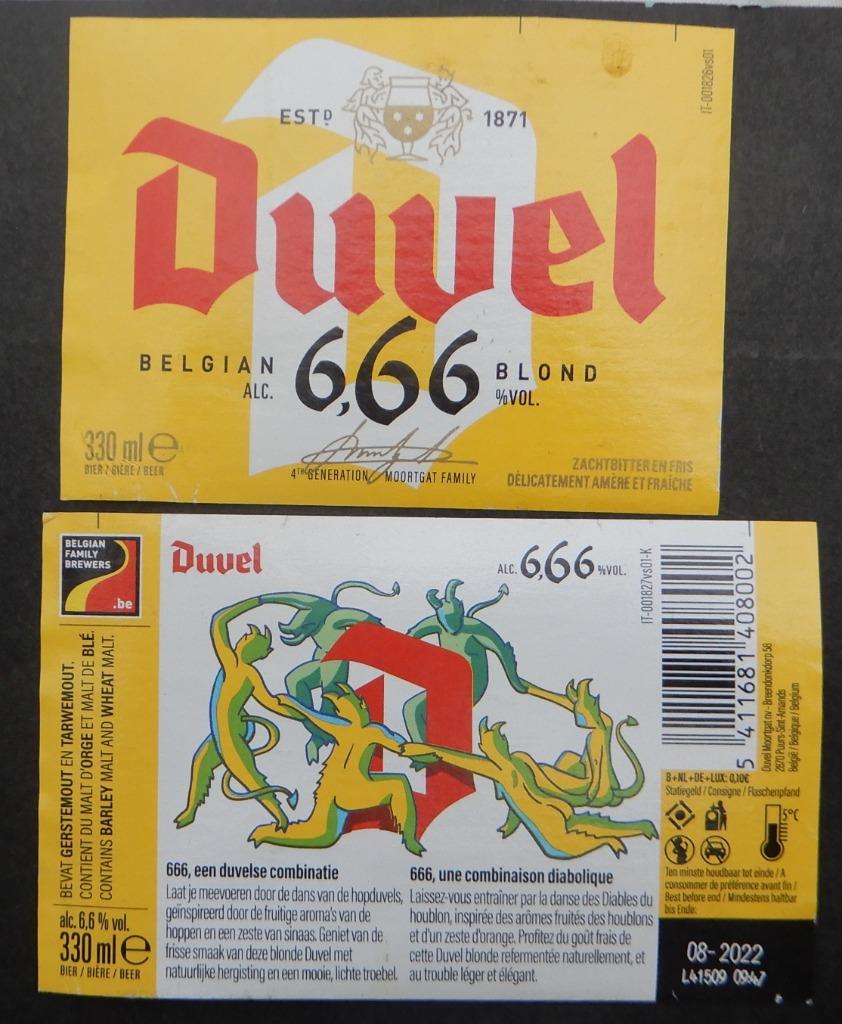 IT-001826vs01
ESTD 1871
Duvel
BELGIAN 6,66 BLOND
ALC. %VOL.
330 ml e
BIER / BIÈRE / BEER
4TH GENERATION MOORTGAT FAMILY
ZACHTBITTER EN FRIS
DÉLICATEMENT AMÈRE ET FRAÎCHE
BELGIAN
FAMILY
BREWERS
.be
BEVAT GERSTEMOUT EN TARWEMOUT.
CONTIENT DU MALT D'ORGE ET MALT DE BLÉ.
CONTAINS BARLEY MALT AND WHEAT MALT.
alc. 6,6 % vol.
330 ml e
BIER / BIÈRE / BEER
Duvel
ALC. 6,66 %VOL.
IT-001827vs01-K
666, een duvelse combinatie
Laat je meevoeren door de dans van de hopduvels,
geïnspireerd door de fruitige aroma's van de
hoppen en een zeste van sinaas. Geniet van de
frisse smaak van deze blonde Duvel met
natuurlijke hergisting en een mooie, lichte troebel.
666, une combinaison diabolique
Laissez-vous entraîner par la danse des Diables du
houblon, inspirée des arômes fruités des houblons
et d'un zeste d'orange. Profitez du goût frais de
cette Duvel blonde refermentée naturellement, et
au trouble léger et élégant.
5 411681 408002
Duvel Moortgat nv - Breendonkdorp 58
2870 Puurs-Sint-Amands
België / Belgique / Belgium
B+NL+DE+LUX: 0,10€
Statiegeld / Consigne / Flaschenpfand
5°C
Ten minste houdbaar tot einde / A
consommer de préférence avant fin /
Best before end / Mindestens haltbar
bis Ende:
08-2022
L41509 09:47